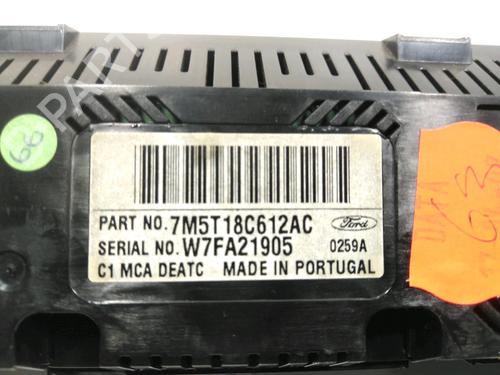 66
PART NO. 7M5T18C612AC
Ford
SERIAL NO. W7FA21905
0259A
C1 MCA DEATC MADE IN PORTUGAL